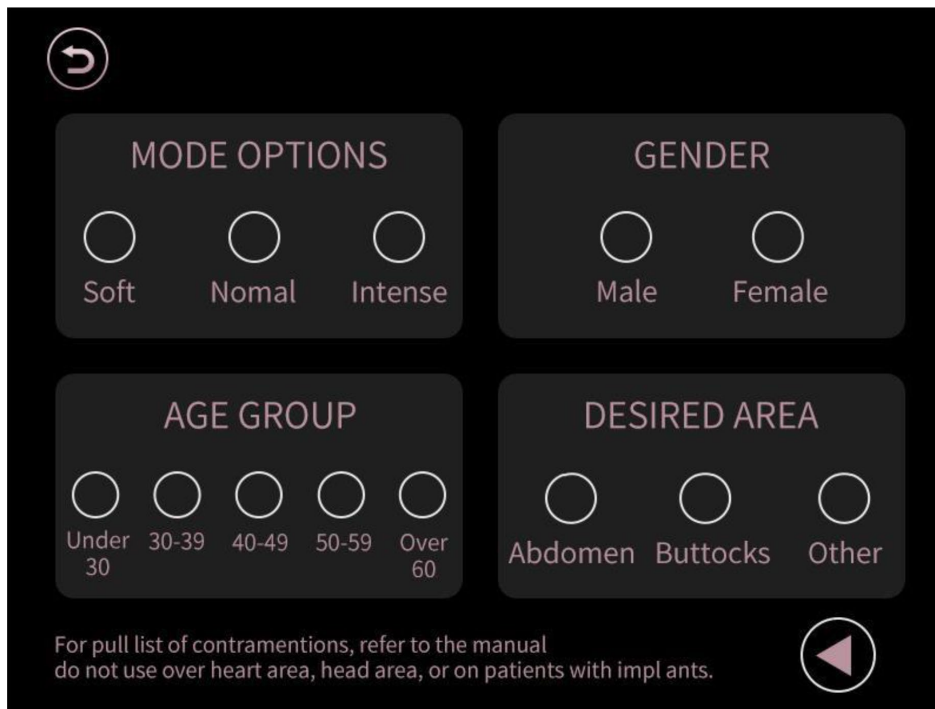 MODE OPTIONS
Soft Nomal Intense
GENDER
Male Female
AGE GROUP
Under 30 30-39 40-49 50-59 Over 60
DESIRED AREA
Abdomen Buttocks Other
For pull list of contramentions, refer to the manual
do not use over heart area, head area, or on patients with impl ants.